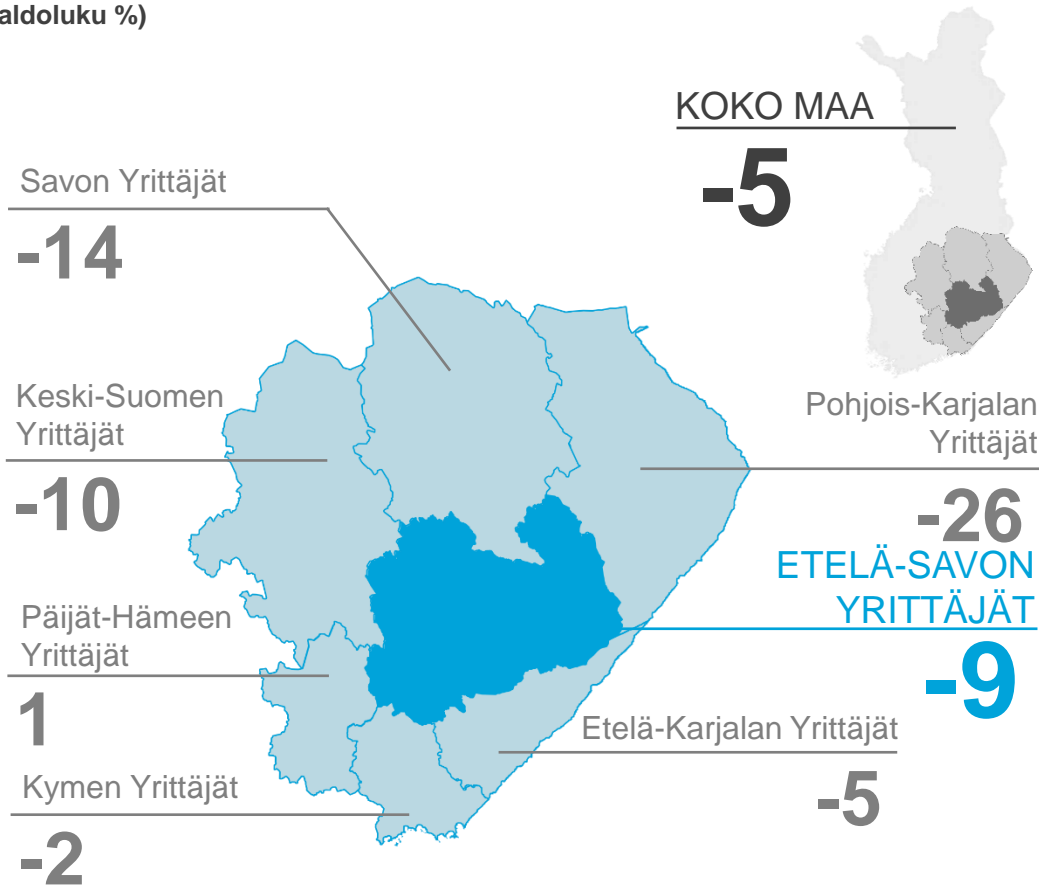 aldoluku %)
KOKO MAA
-5
Savon Yrittäjät
-14
Keski-Suomen
Yrittäjät
-10
Pohjois-Karjalan
Yrittäjät
-26
ETELÄ-SAVON
YRITTÄJÄT
-9
Päijät-Hämeen
Yrittäjät
1
Etelä-Karjalan Yrittäjät
-5
Kymen Yrittäjät
-2